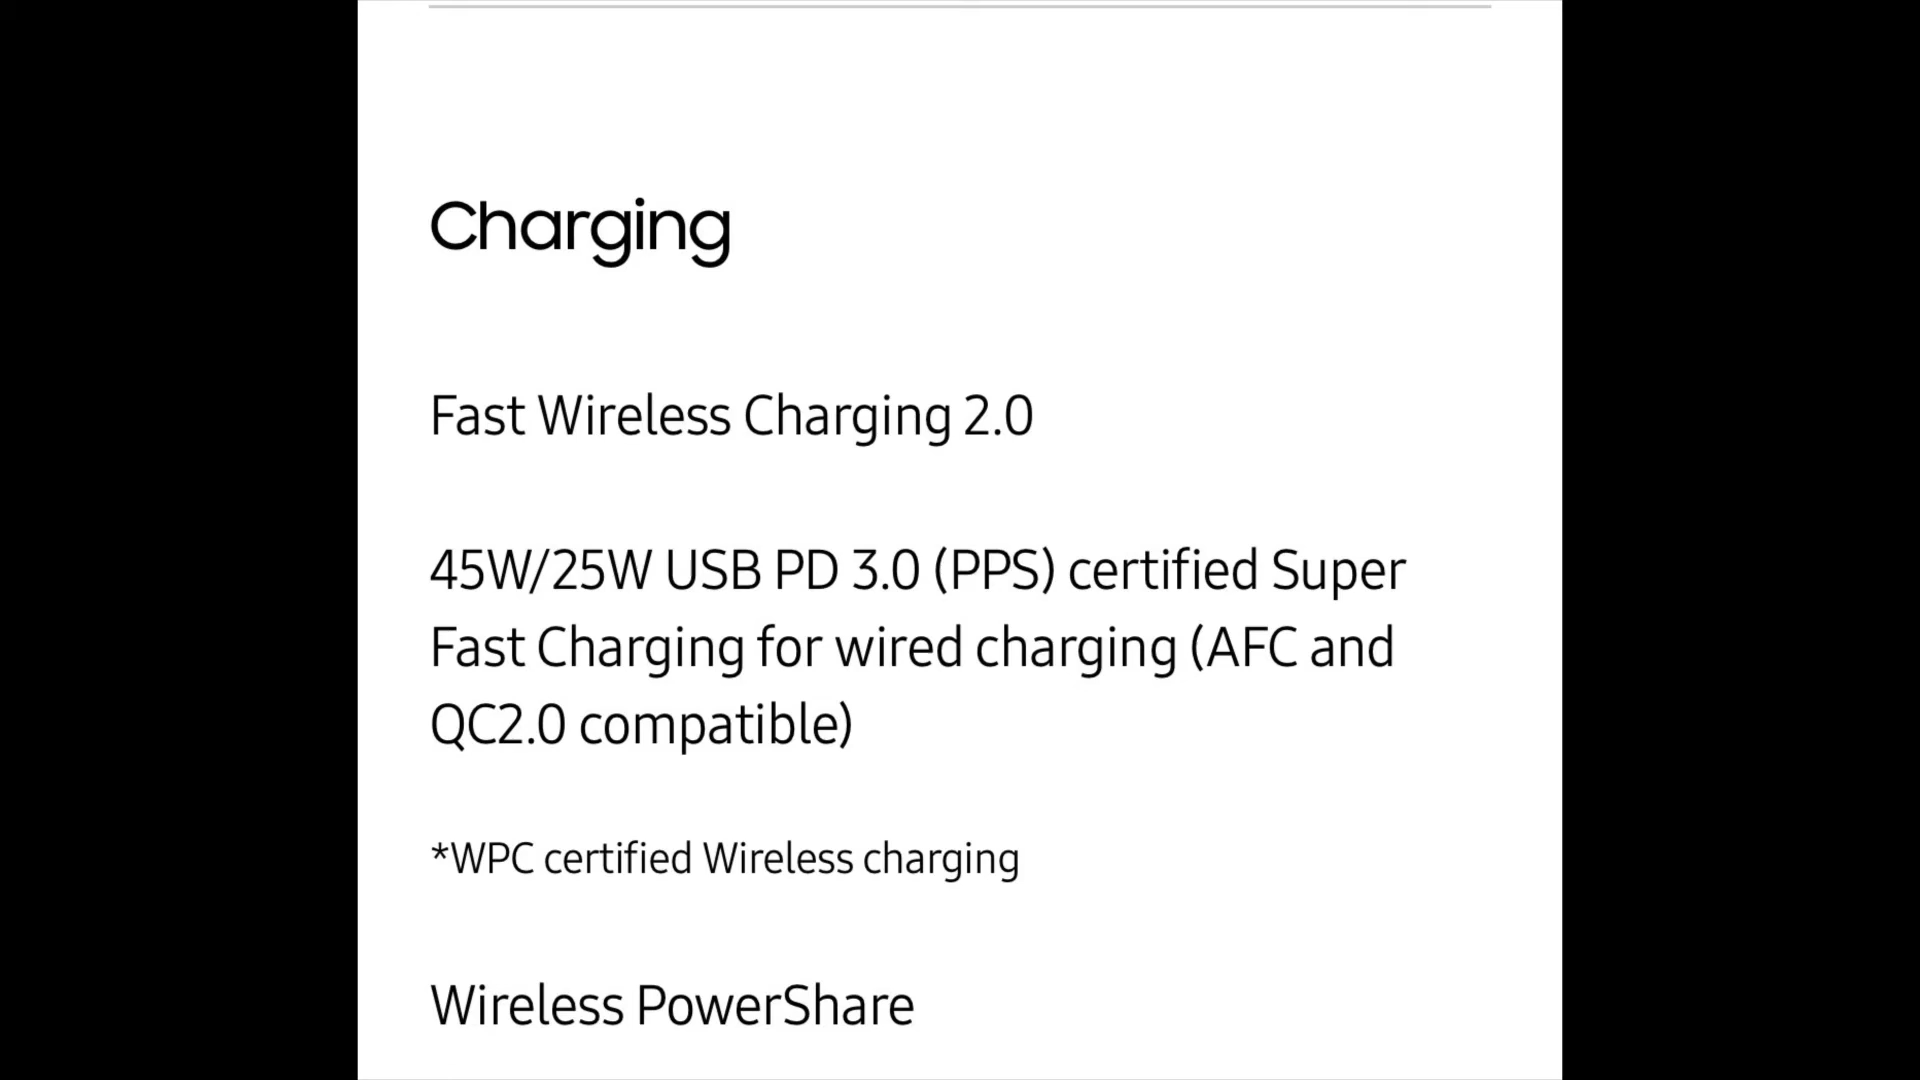 Charging
Fast Wireless Charging 2.0
45W/25W USB PD 3.0 (PPS) certified Super
Fast Charging for wired charging (AFC and
QC2.0 compatible)
*WPC certified Wireless charging
Wireless PowerShare